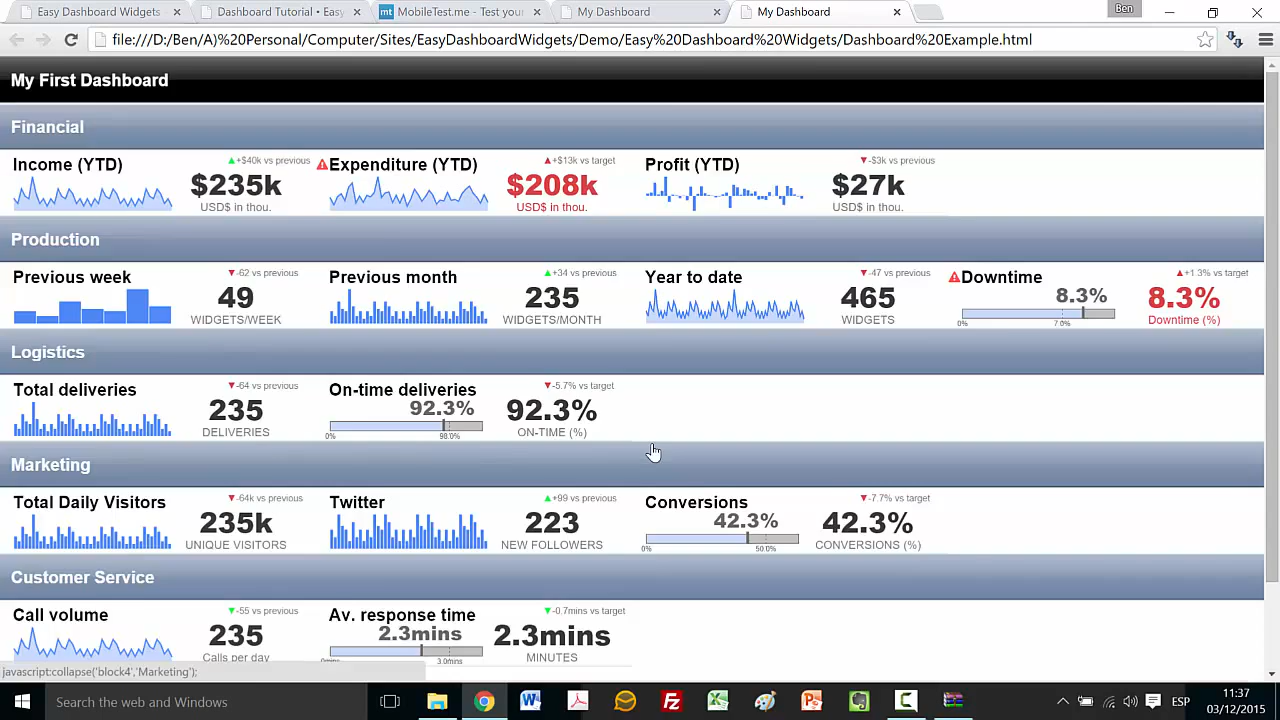 Easy Dashboard Widgets
Dashboard Tutorial • Easy
mt MobileTest.me - Test your
My Dashboard
My Dashboard
Ben
file:///D:/Ben/A)%20Personal/Computer/Sites/EasyDashboardWidgets/Demo/Easy%20Dashboard%20Widgets/Dashboard%20Example.html
My First Dashboard
Financial
Income (YTD)
+$40k vs previous
$235k
USD$ in thou.
Expenditure (YTD)
+$13k vs target
$208k
USD$ in thou.
Profit (YTD)
-$3k vs previous
$27k
USD$ in thou.
Production
Previous week
-62 vs previous
49
WIDGETS/WEEK
Previous month
+34 vs previous
235
WIDGETS/MONTH
Year to date
-47 vs previous
465
WIDGETS
Downtime
+1.3% vs target
8.3%
0%
7.0%
8.3%
Downtime (%)
Logistics
Total deliveries
-64 vs previous
235
DELIVERIES
On-time deliveries
-5.7% vs target
92.3%
0%
98.0%
92.3%
ON-TIME (%)
Marketing
Total Daily Visitors
-64k vs previous
235k
UNIQUE VISITORS
Twitter
+99 vs previous
223
NEW FOLLOWERS
Conversions
-7.7% vs target
42.3%
0%
50.0%
42.3%
CONVERSIONS (%)
Customer Service
Call volume
-55 vs previous
235
Calls per day
Av. response time
-0.7mins vs target
2.3mins
0mins
3.0mins
2.3mins
MINUTES
javascript:collapse('block4','Marketing');
Search the web and Windows
ESP
11:37
03/12/2015